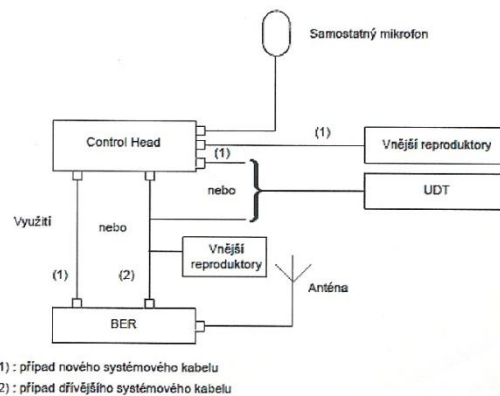 Samostatný mikrofon
(1)
Control Head
Vnější reproduktory
(1)
nebo
UDT
Využití
nebo
Vnější
reproduktory
(1)
(2)
Anténa
BER
1) : případ nového systémového kabelu
2) : případ dřívějšího systémového kabelu